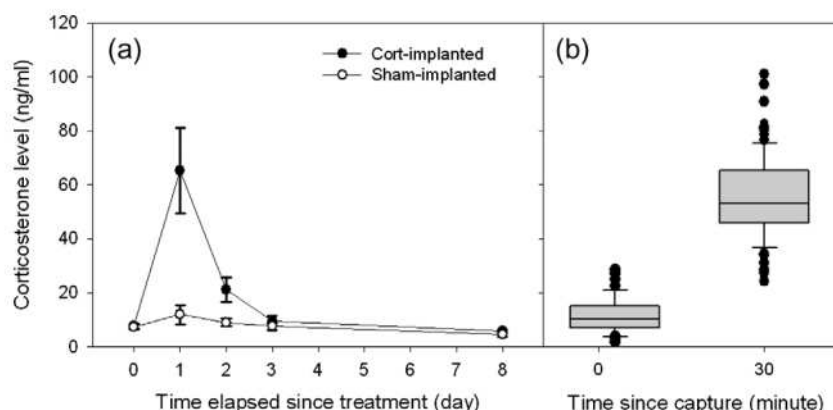 120
100
80
60
40
20
0
Corticosterone level (ng/ml)
(a)
Cort-implanted
Sham-implanted
0 1 2 3 4 5 6 7 8
Time elapsed since treatment (day)
(b)
0 30
Time since capture (minute)